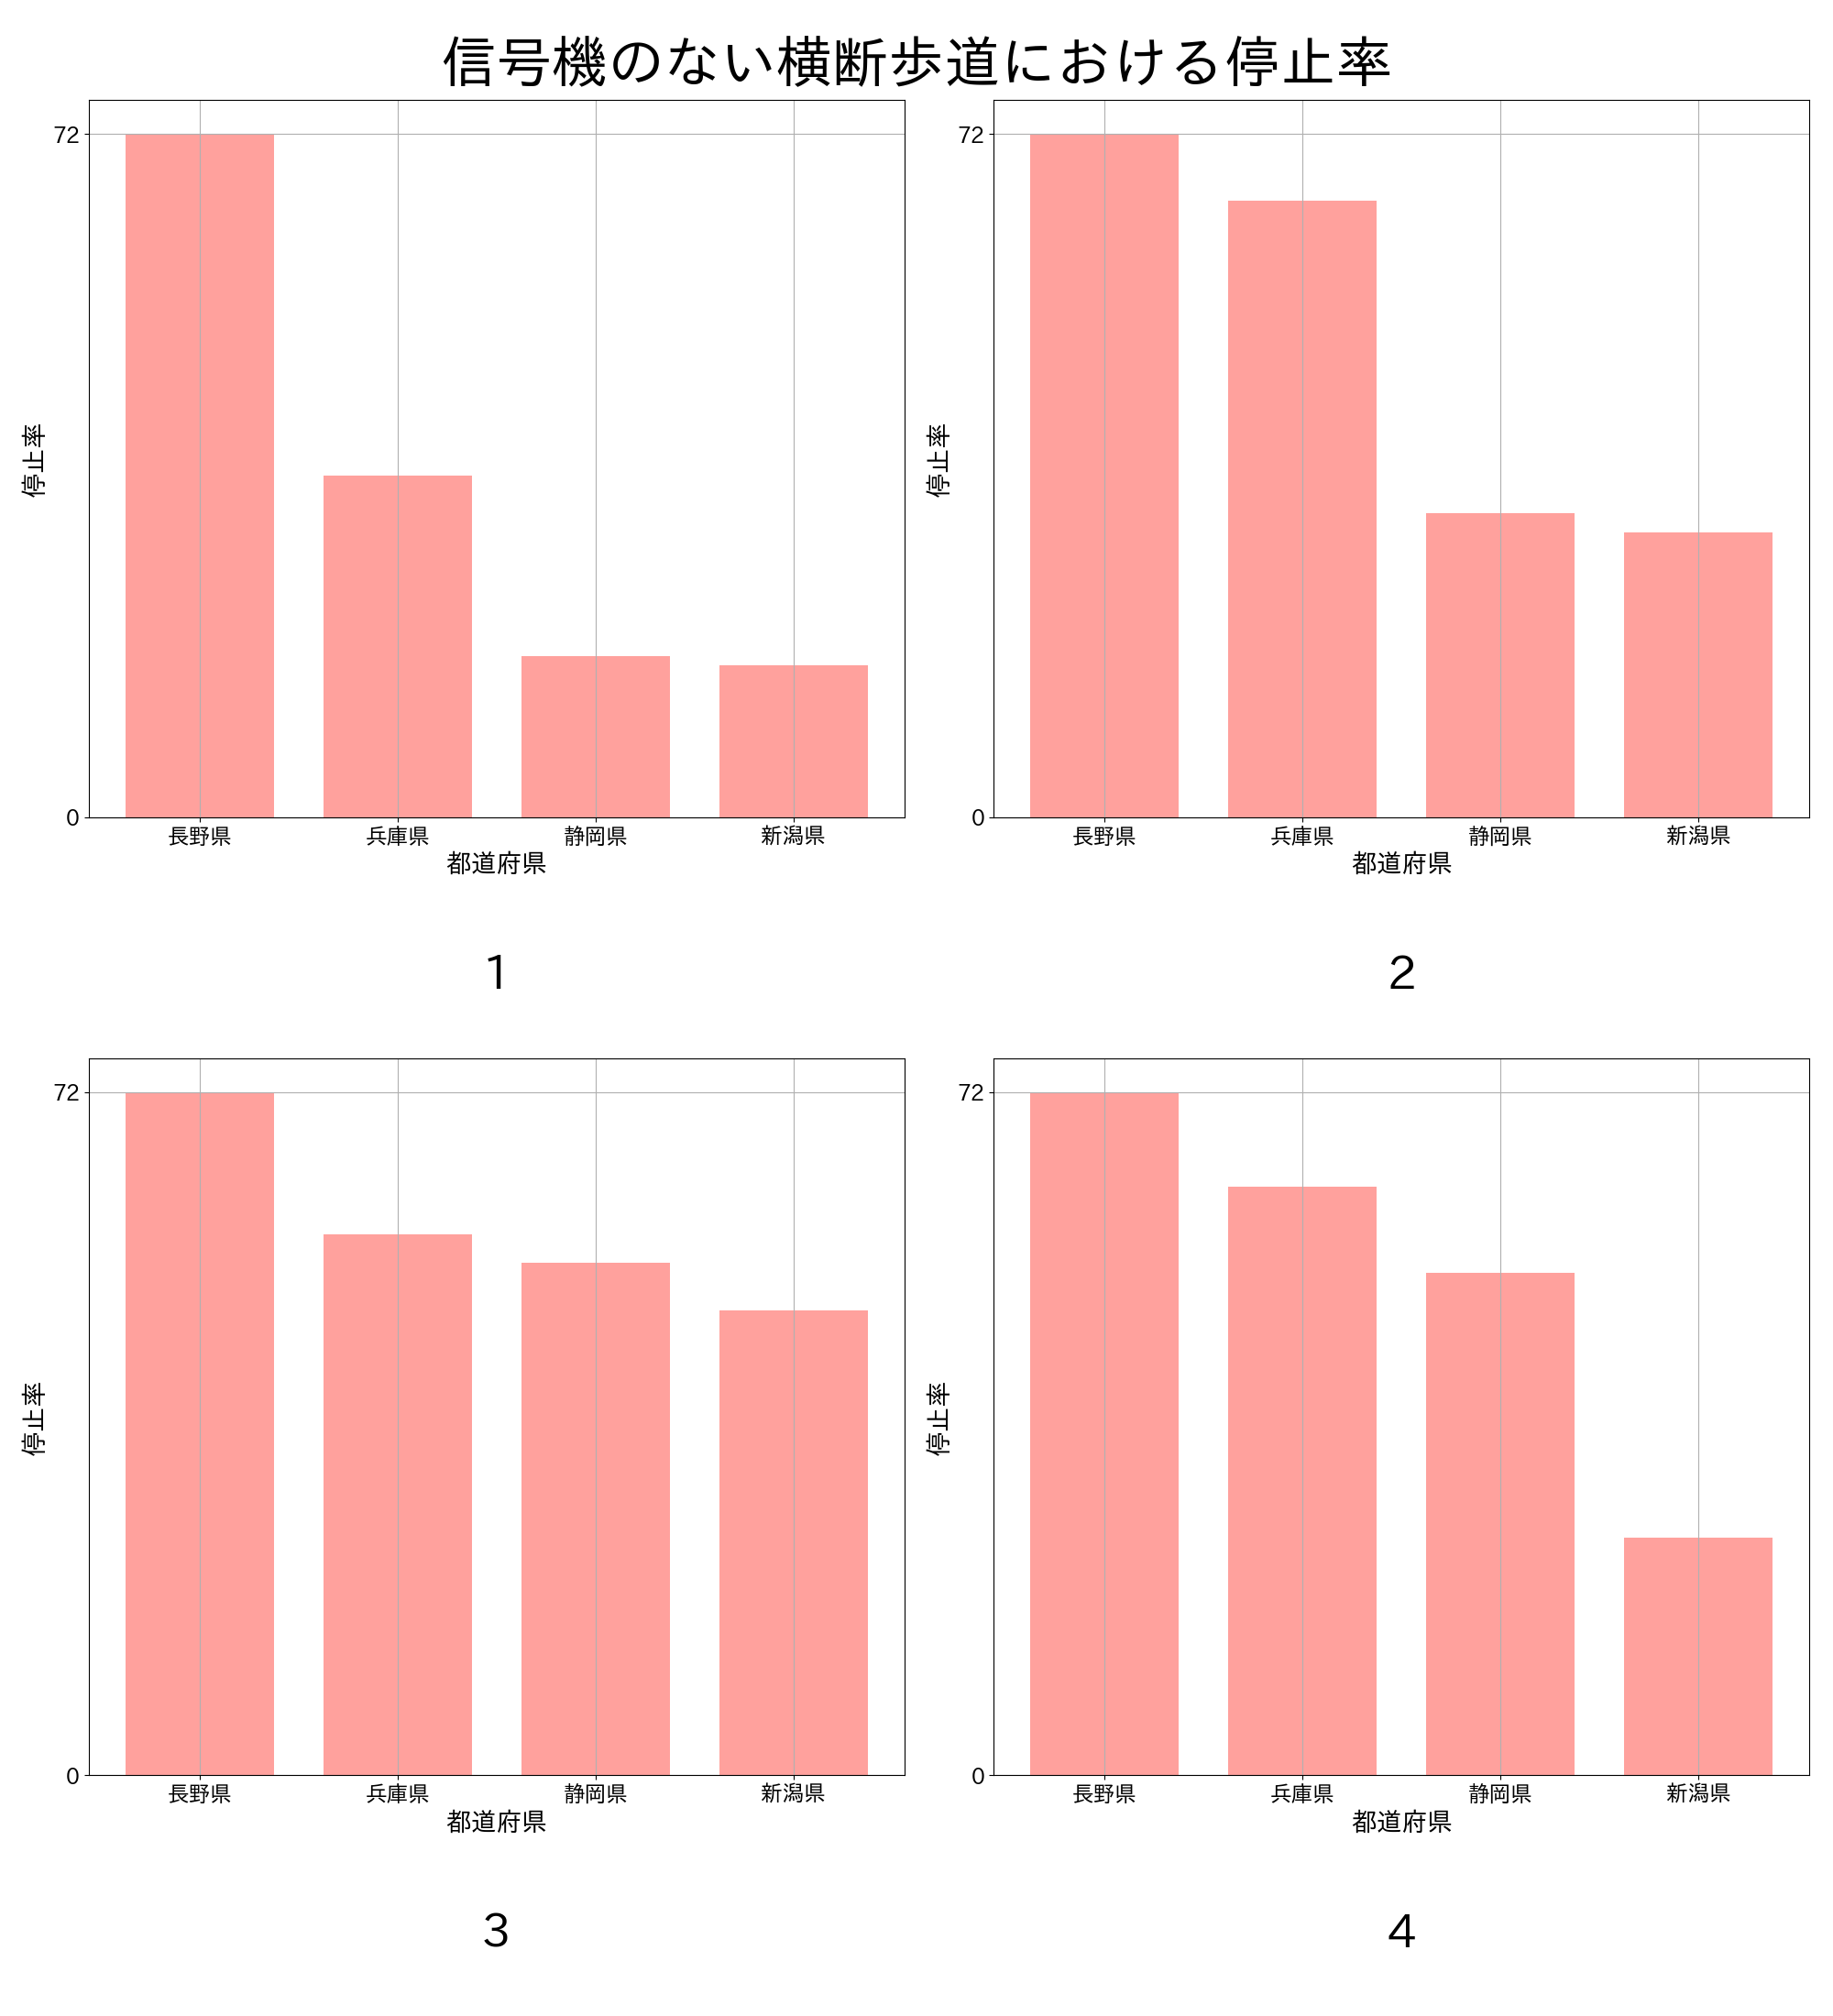 信号機のない横断歩道における停止率
72
0
停止率
長野県 兵庫県 静岡県 新潟県
都道府県
1
72
0
停止率
長野県 兵庫県 静岡県 新潟県
都道府県
2
72
0
停止率
長野県 兵庫県 静岡県 新潟県
都道府県
3
72
0
停止率
長野県 兵庫県 静岡県 新潟県
都道府県
4